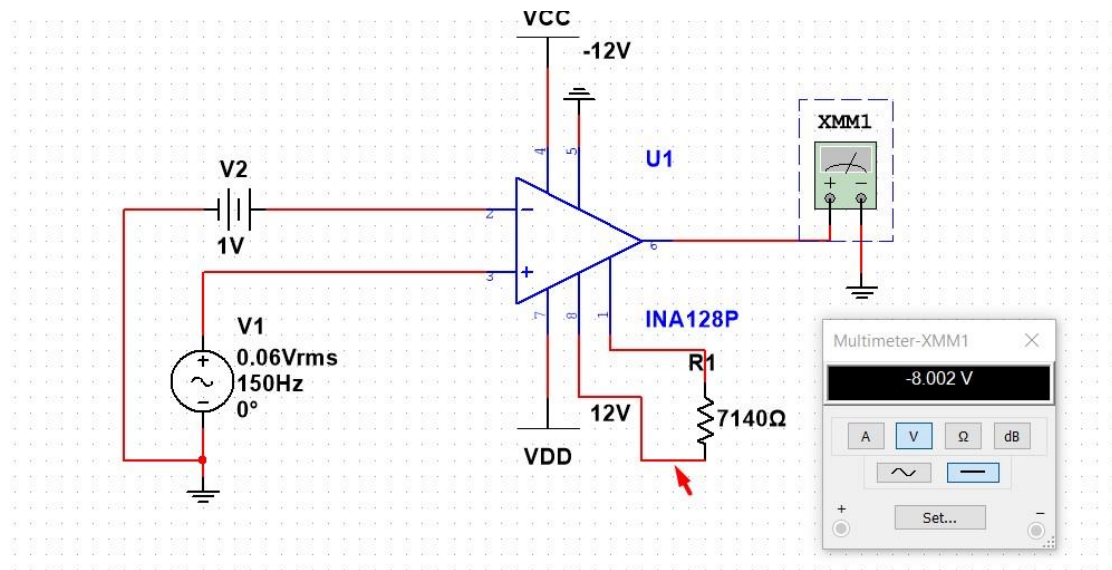 VCC
-12V
XMM1
+ −
4
5
U1
V2
1V
2
−
6
3
+
V1
+
−
0.06Vrms
150Hz
0°
7
8
1
INA128P
R1
7140Ω
12V
VDD
Multimeter-XMM1
-8.002 V
A V Ω dB
+
Set...
−